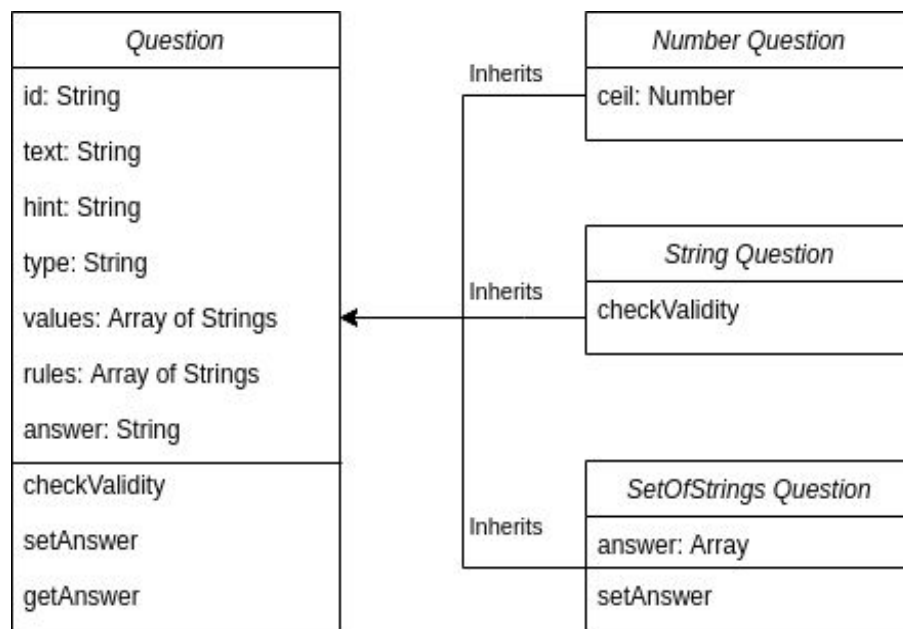 Question
id: String
text: String
hint: String
type: String
values: Array of Strings
rules: Array of Strings
answer: String
checkValidity
setAnswer
getAnswer
Inherits
Number Question
ceil: Number
Inherits
String Question
checkValidity
Inherits
SetOfStrings Question
answer: Array
setAnswer